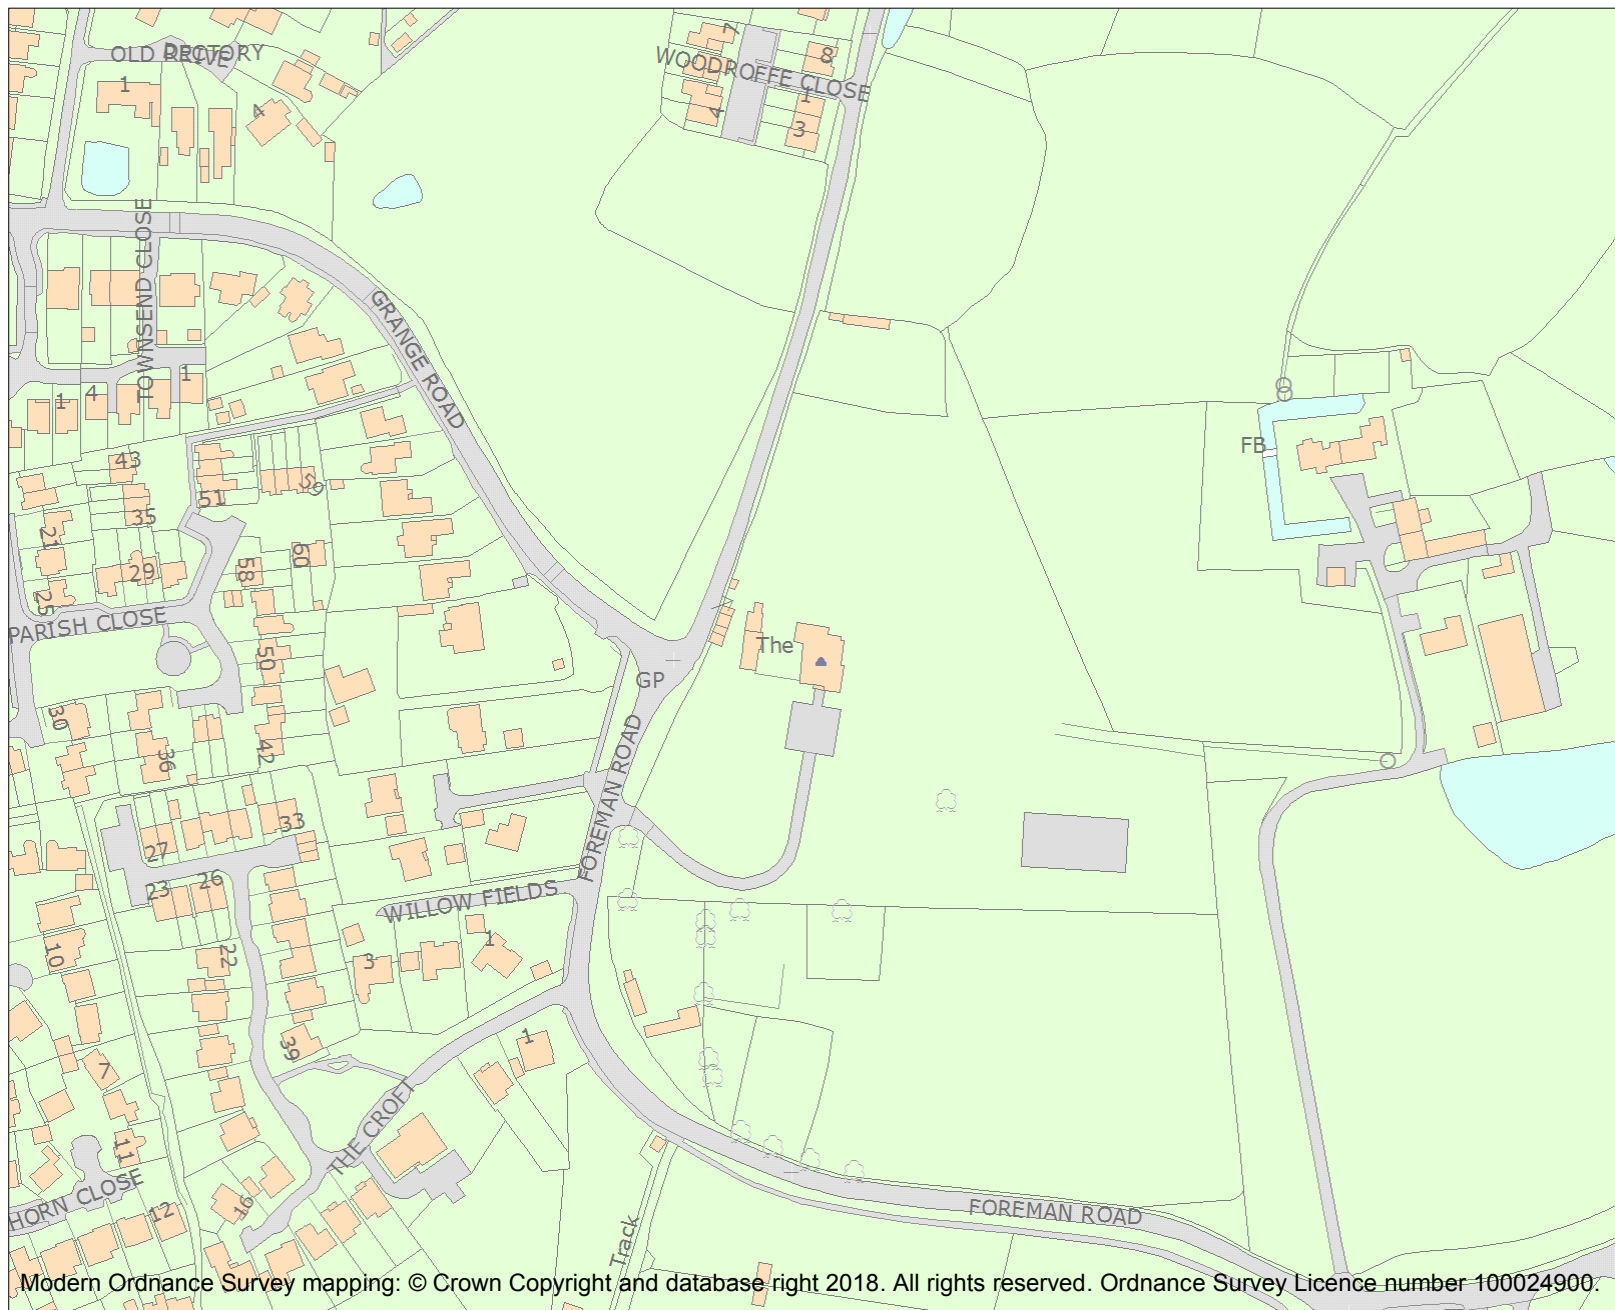 OLD RECTORY
DRIVE
1
4
WOODROFFE CLOSE
7
8
4
1
3
TOWNSEND CLOSE
GRANGE ROAD
1
4
1
43
51
59
35
21
29
25
58
60
FB
PARISH CLOSE
The
GP
50
30
36
42
FOREMAN ROAD
33
27
23
26
WILLOW FIELDS
22
10
3
1
39
1
7
THE CROFT
11
HORN CLOSE
12
16
Track
FOREMAN ROAD
Modern Ordnance Survey mapping: © Crown Copyright and database right 2018. All rights reserved. Ordnance Survey Licence number 100024900.